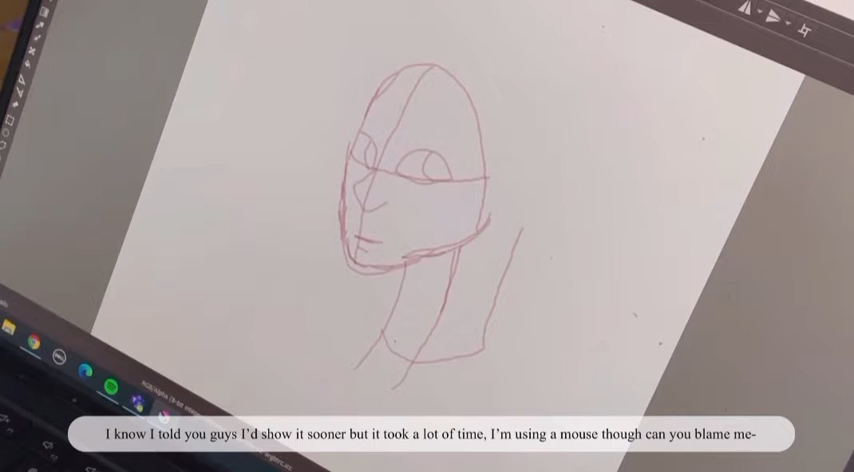 I know I told you guys I'd show it sooner but it took a lot of time, I'm using a mouse though can you blame me-